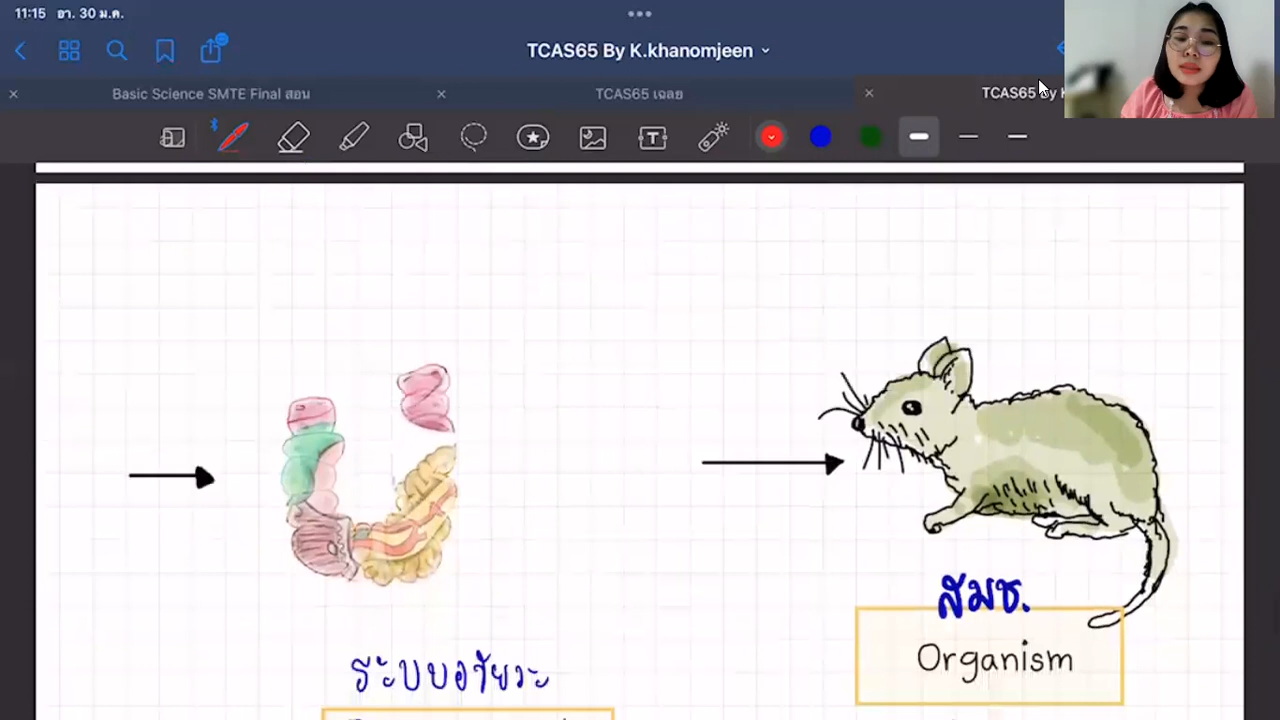 11:15 อา. 30 ม.ค.
TCAS65 By K.khanomjeen
Basic Science SMTE Final สอน
TCAS65 เฉลย
TCAS65 By K
สมช.
Organism
ระบบอวัยวะ